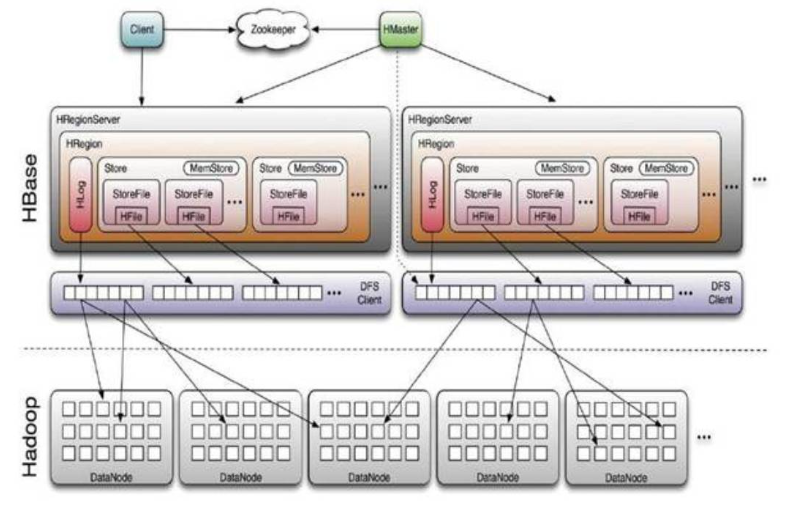 Client
Zookeeper
HMaster
HBase
HRegionServer
HRegion
HLog
Store
MemStore
StoreFile
HFile
StoreFile
HFile
...
Store
MemStore
StoreFile
HFile
...
...
HRegionServer
HRegion
HLog
Store
MemStore
StoreFile
HFile
StoreFile
HFile
...
Store
MemStore
StoreFile
HFile
...
...
...
...
DFS
Client
...
DFS
Client
Hadoop
DataNode
DataNode
DataNode
DataNode
DataNode
...